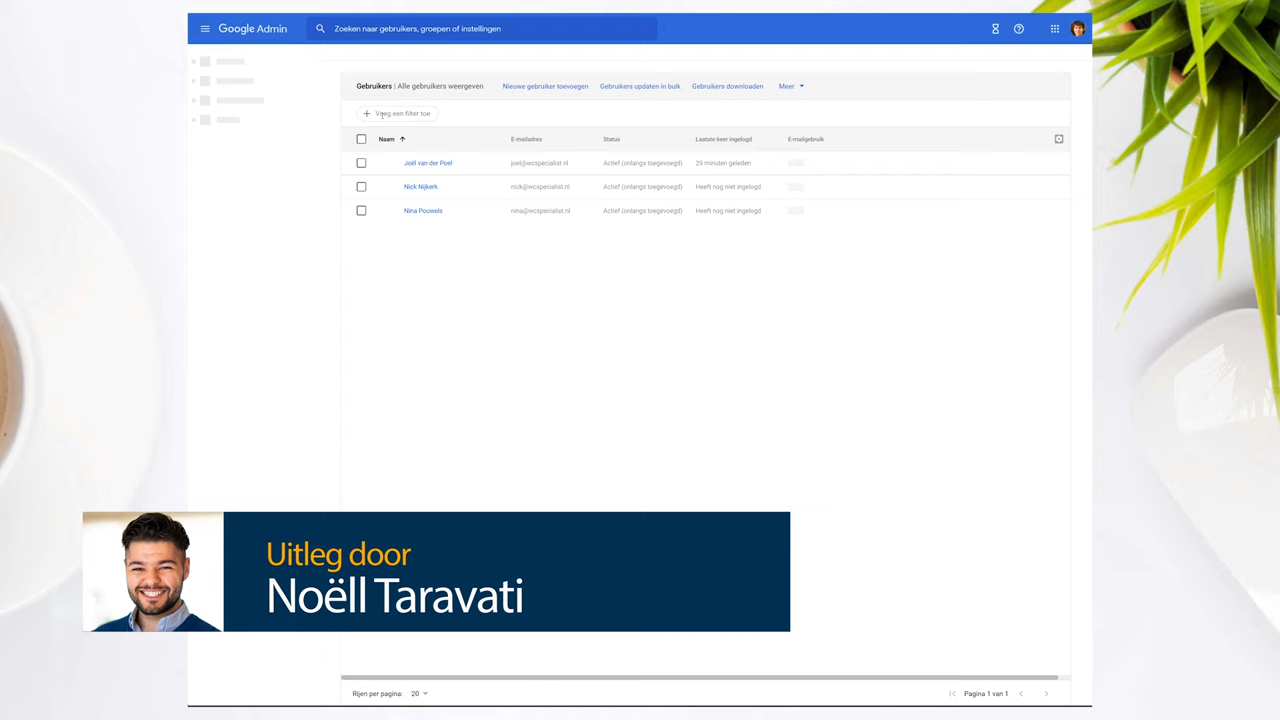 Google Admin
Zoeken naar gebruikers, groepen of instellingen
Gebruikers | Alle gebruikers weergeven Nieuwe gebruiker toevoegen Gebruikers updaten in bulk Gebruikers downloaden Meer
Voeg een filter toe
Naam E-mailadres Status Laatste keer ingelogd E-mailgebruik
Joël van der Poel joel@wcspecialist.nl Actief (onlangs toegevoegd) 29 minuten geleden
Nick Nijkerk nick@wcspecialist.nl Actief (onlangs toegevoegd) Heeft nog niet ingelogd
Nina Pouwels nina@wcspecialist.nl Actief (onlangs toegevoegd) Heeft nog niet ingelogd
Uitleg door
Noëll Taravati
Rijen per pagina: 20 Pagina 1 van 1